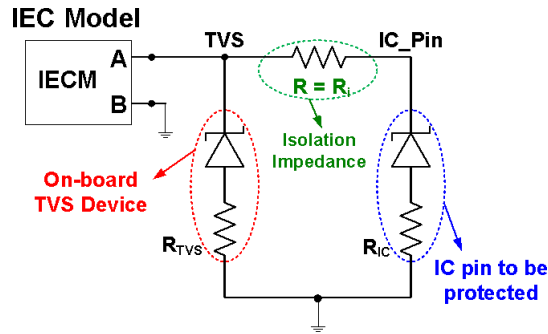 IEC Model
TVS
IC_Pin
A
IECM
B
R = Ri
Isolation
Impedance
On-board
TVS Device
RTVS
RIC
IC pin to be
protected